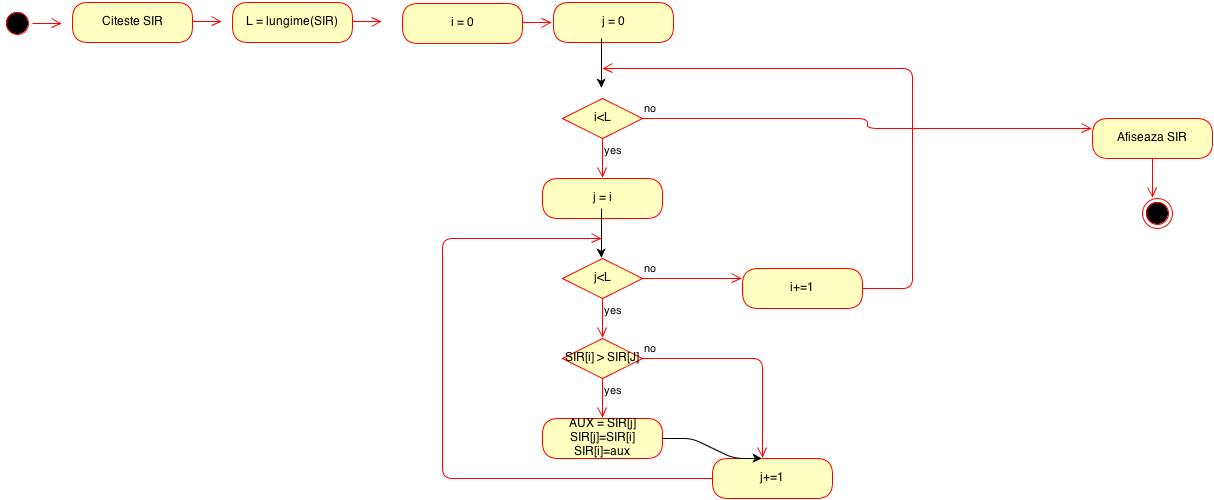 Citeste SIR
L = lungime(SIR)
i = 0
j = 0
i<L
no
yes
Afiseaza SIR
j = i
j<L
no
yes
i+=1
SIR[i] > SIR[J]
no
yes
AUX = SIR[j]
SIR[j]=SIR[i]
SIR[i]=aux
j+=1